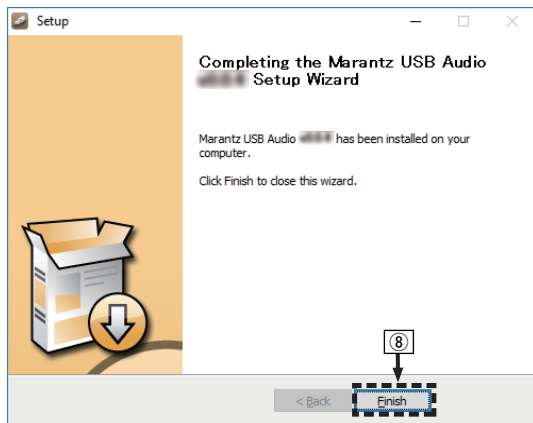 Setup
Completing the Marantz USB Audio
Setup Wizard
Marantz USB Audio has been installed on your
computer.
Click Finish to close this wizard.
⑧
< Back Finish